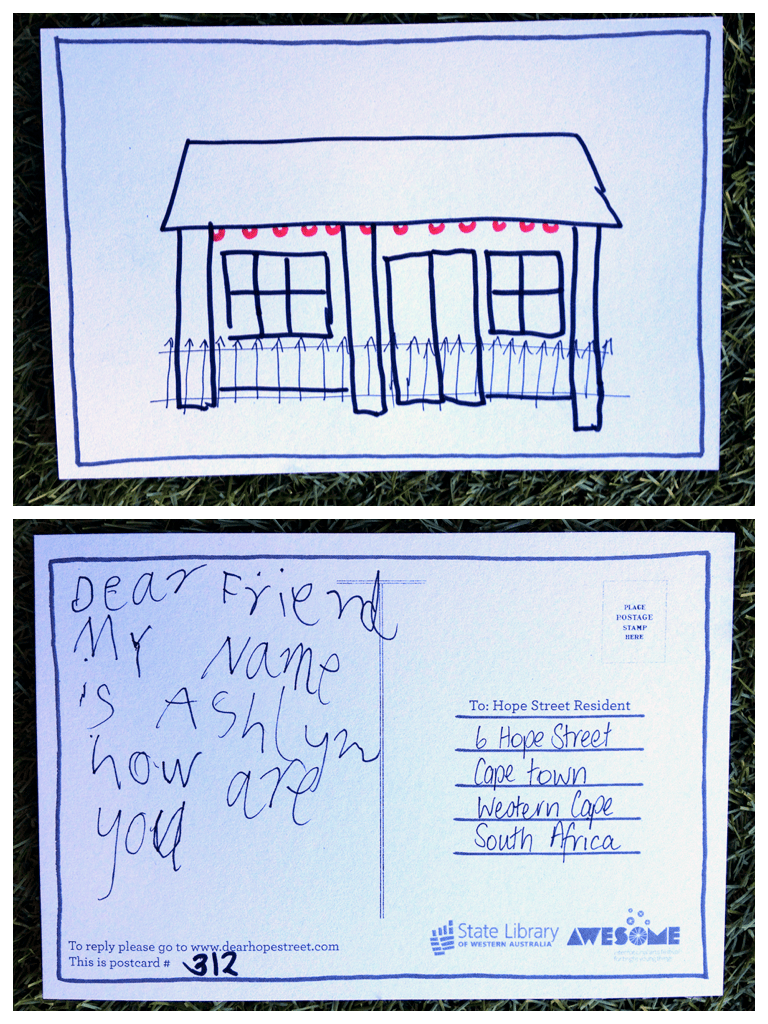 Dear Friend
My Name
is Ashlyn
how are
you
PLACE
POSTAGE
STAMP
HERE
To: Hope Street Resident
6 Hope Street
Cape town
Western Cape
South Africa
To reply please go to www.dearhopestreet.com
This is postcard # 312
State Library
OF WESTERN AUSTRALIA
AWESOME